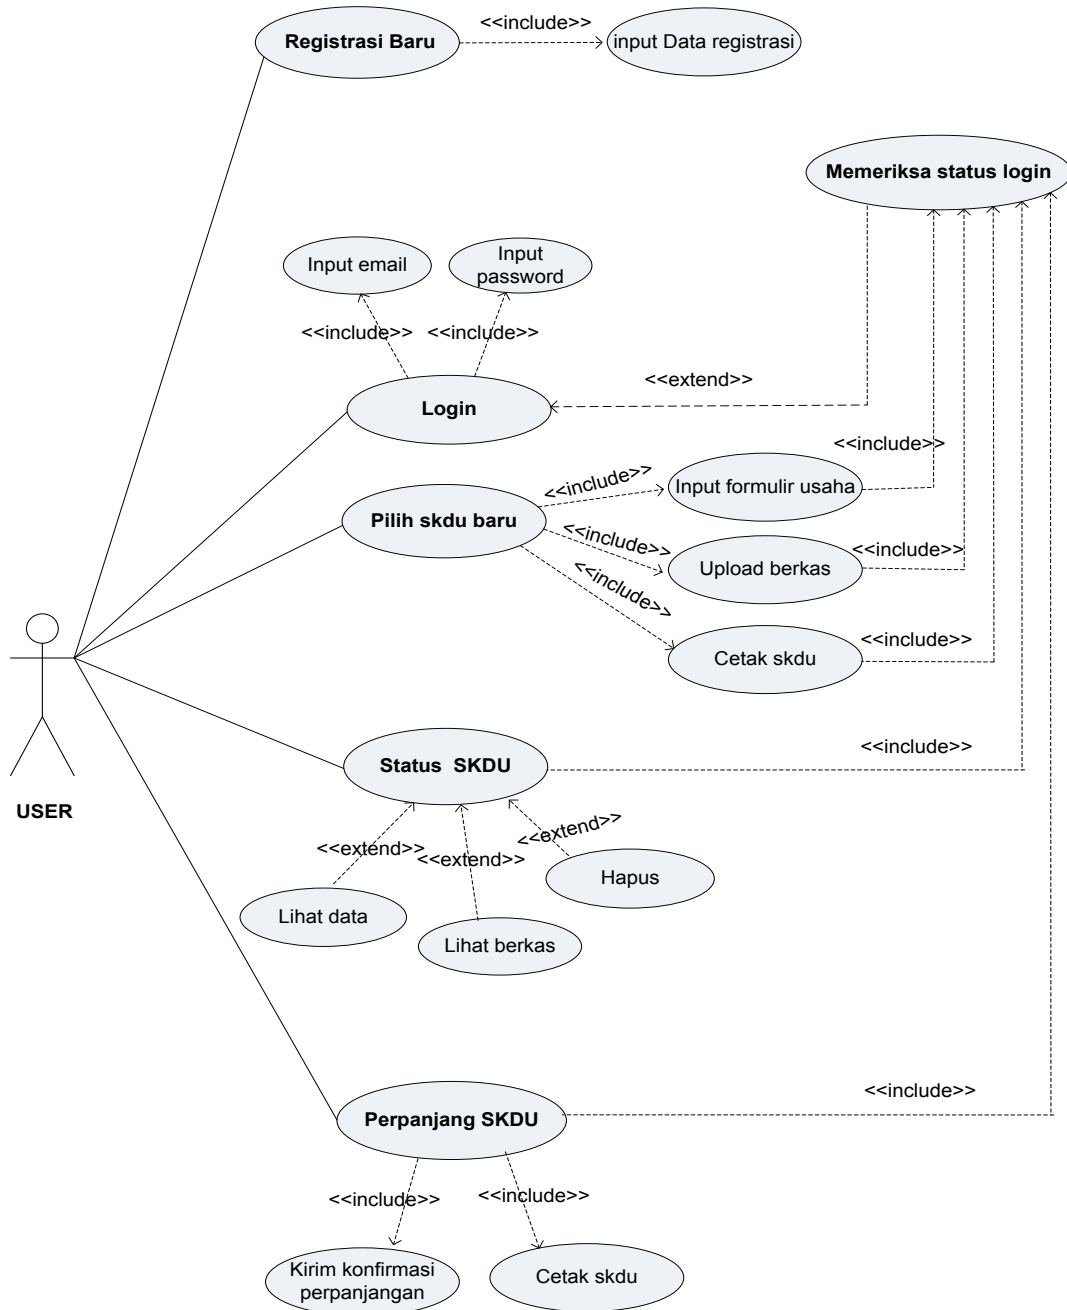 <<include>>
Registrasi Baru
input Data registrasi
Memeriksa status login
Input email
Input
password
<<include>>
<<include>>
<<extend>>
Login
<<include>>
<<include>>
Input formulir usaha
Pilih skdu baru
<<include>>
<<include>>
Upload berkas
<<include>>
<<include>>
Cetak skdu
<<include>>
Status  SKDU
USER
<<extend>>
<<extend>>
<<extend>>
Hapus
Lihat data
Lihat berkas
<<include>>
Perpanjang SKDU
<<include>>
<<include>>
Kirim konfirmasi
perpanjangan
Cetak skdu